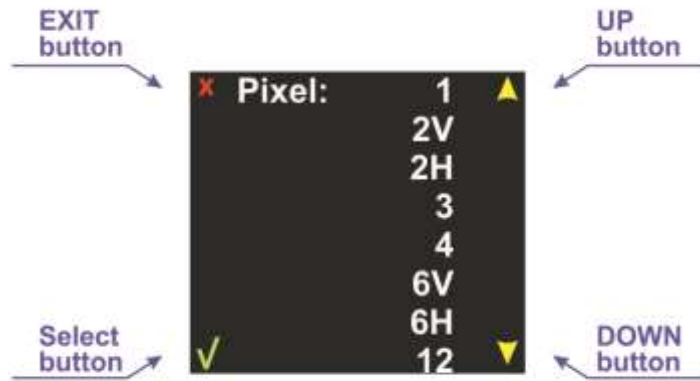 EXIT
button
UP
button
x Pixel: 1
2V
2H
3
4
6V
6H
12
Select
button
DOWN
button